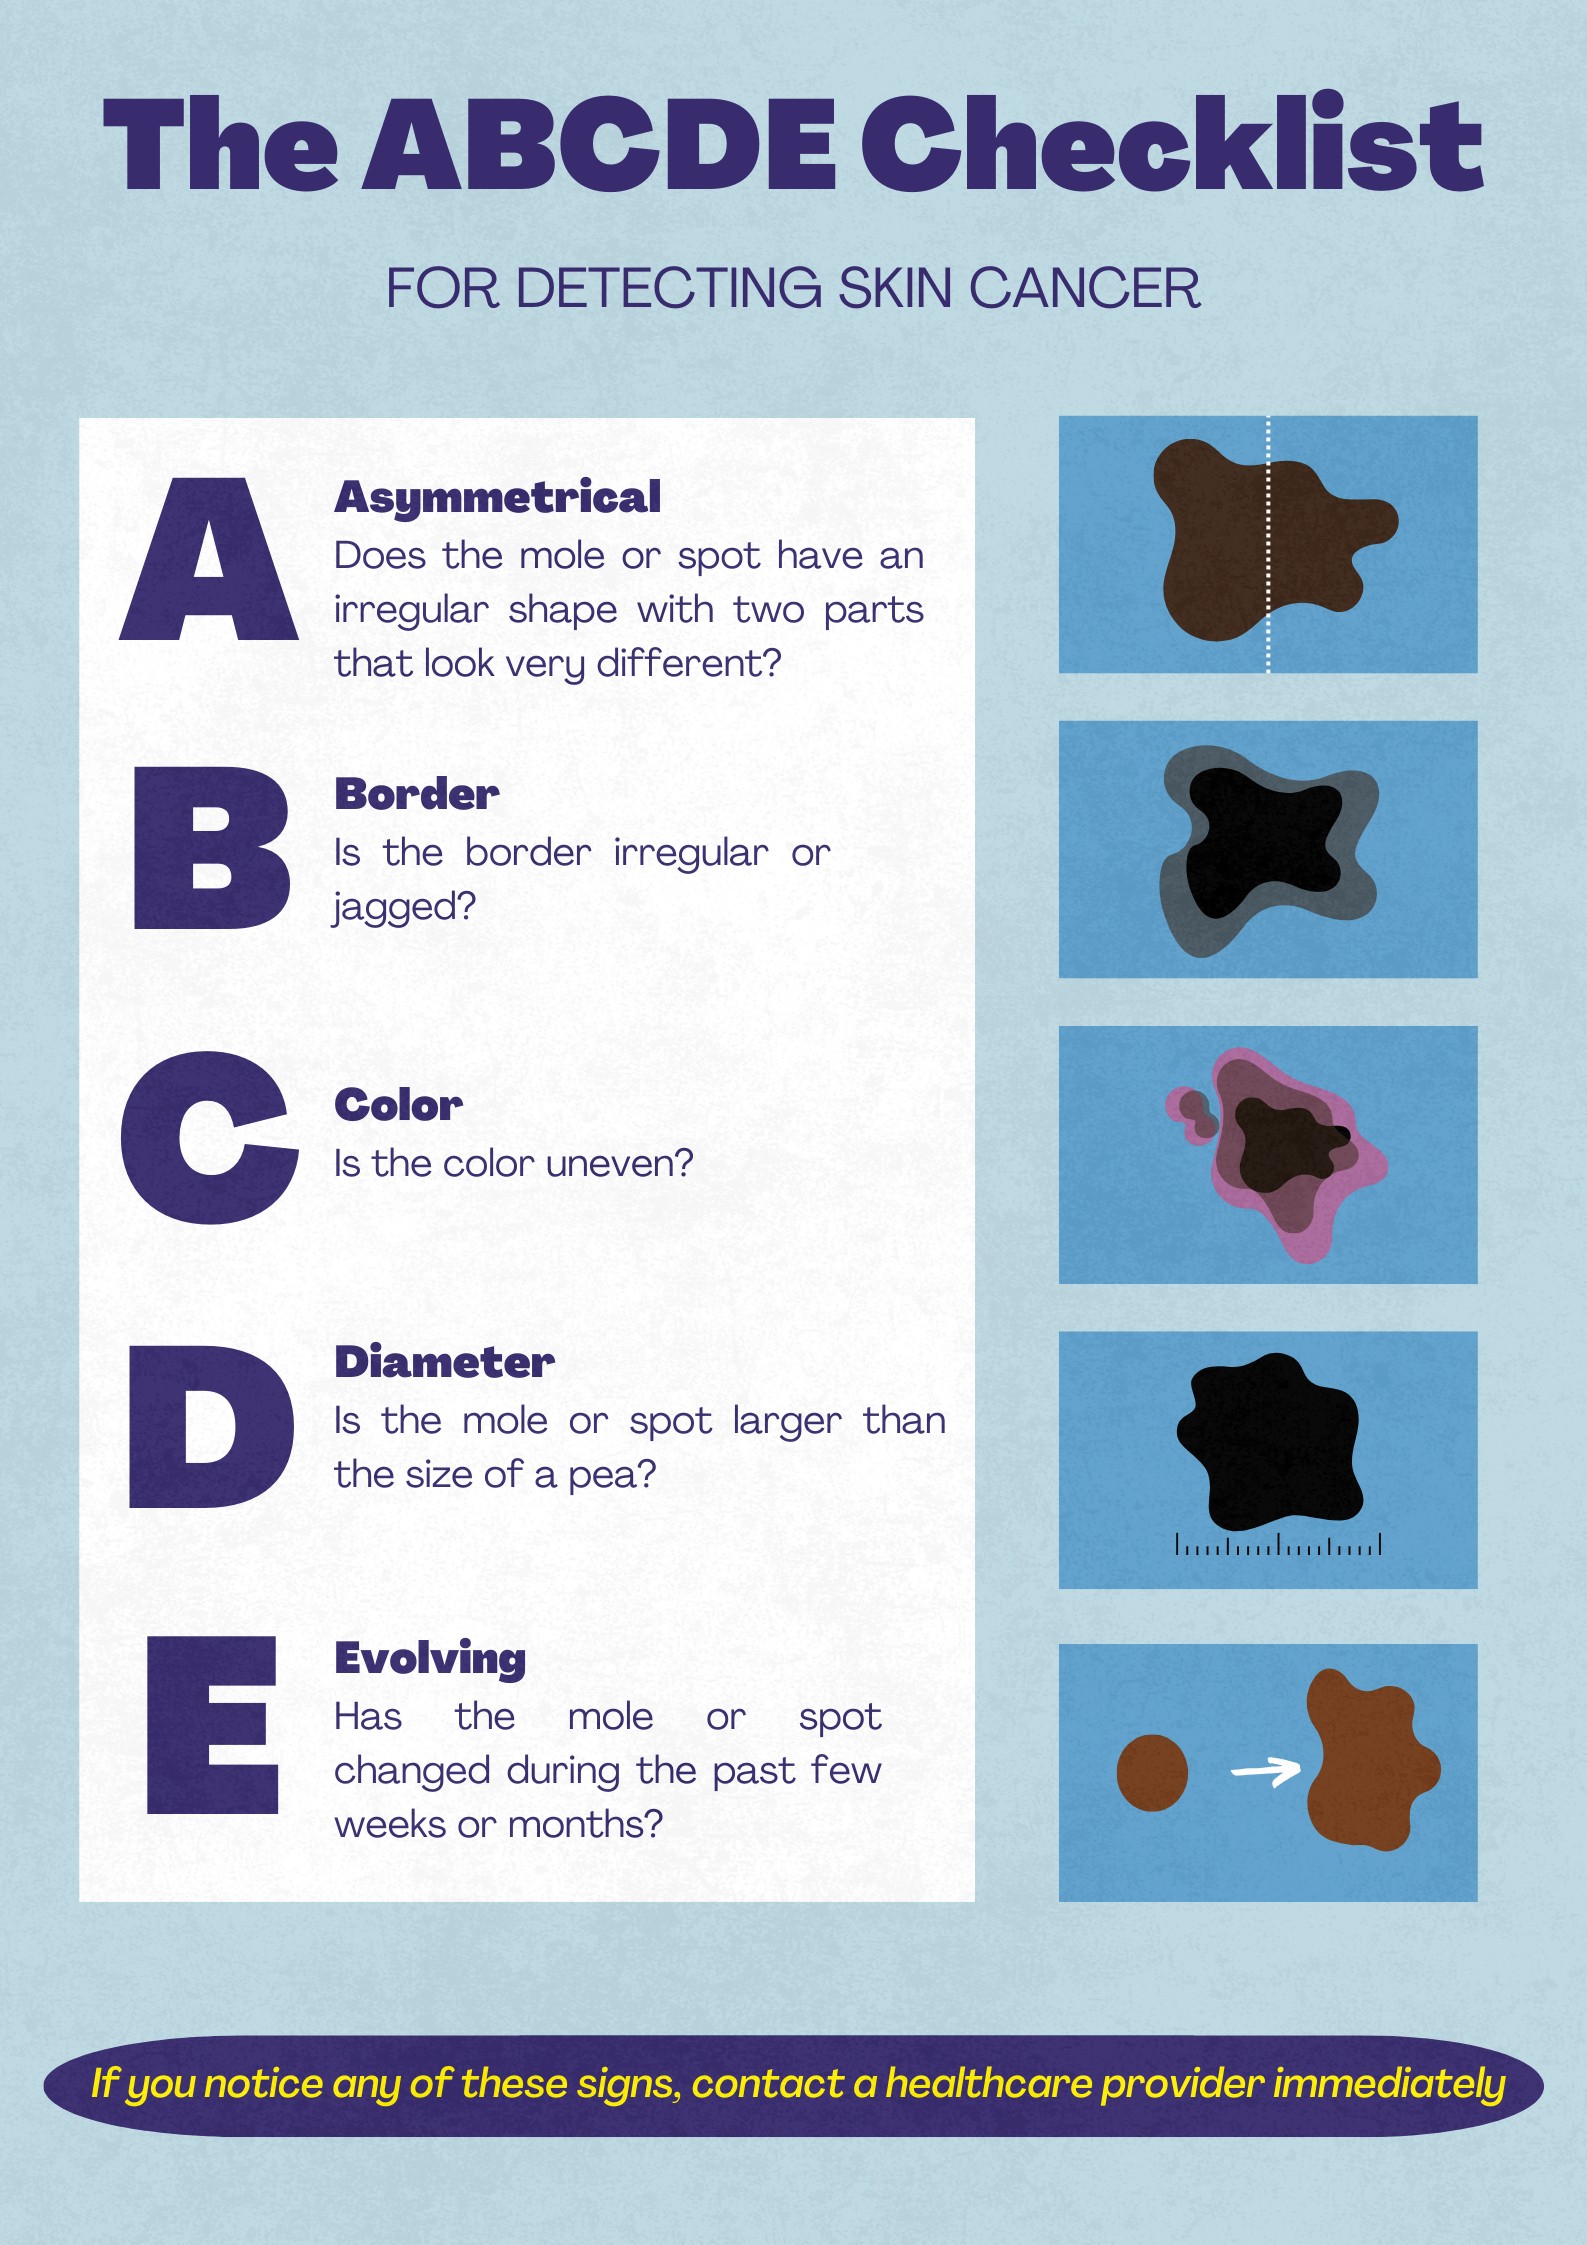 The ABCDE Checklist
FOR DETECTING SKIN CANCER
A
Asymmetrical
Does the mole or spot have an
irregular shape with two parts
that look very different?
B
Border
Is the border irregular or
jagged?
C
Color
Is the color uneven?
D
Diameter
Is the mole or spot larger than
the size of a pea?
E
Evolving
Has the mole or spot
changed during the past few
weeks or months?
If you notice any of these signs, contact a healthcare provider immediately